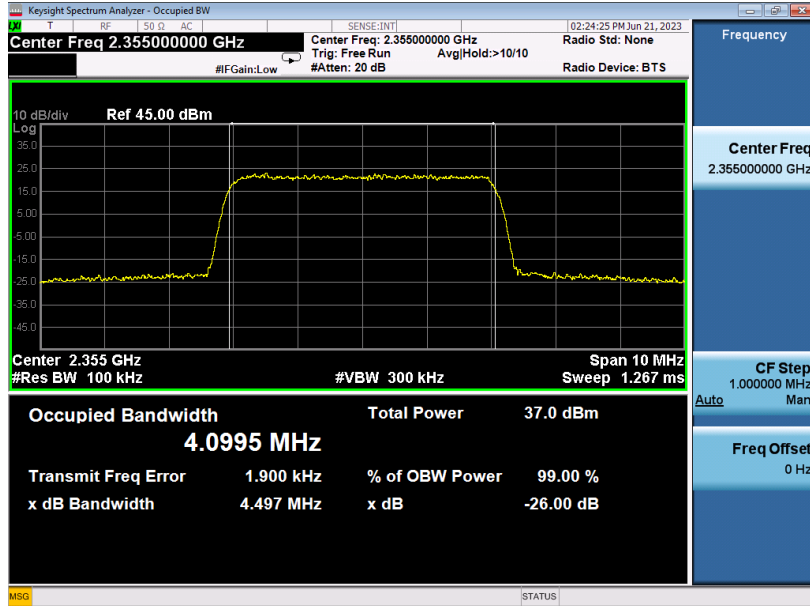 Keysight Spectrum Analyzer - Occupied BW
LXI T RF 50 Ω AC SENSE:INT 02:24:25 PM Jun 21, 2023
Center Freq 2.355000000 GHz
Center Freq: 2.355000000 GHz Radio Std: None
Trig: Free Run Avg|Hold:>10/10
#IFGain:Low #Atten: 20 dB Radio Device: BTS
10 dB/div Ref 45.00 dBm
Log
35.0
25.0
15.0
5.00
-5.00
-15.0
-25.0
-35.0
-45.0
Center 2.355 GHz Span 10 MHz
#Res BW 100 kHz #VBW 300 kHz Sweep 1.267 ms
Occupied Bandwidth Total Power 37.0 dBm
4.0995 MHz
Transmit Freq Error 1.900 kHz % of OBW Power 99.00 %
x dB Bandwidth 4.497 MHz x dB -26.00 dB
Frequency
Center Freq
2.355000000 GHz
CF Step
1.000000 MHz
Auto Man
Freq Offset
0 Hz
MSG STATUS